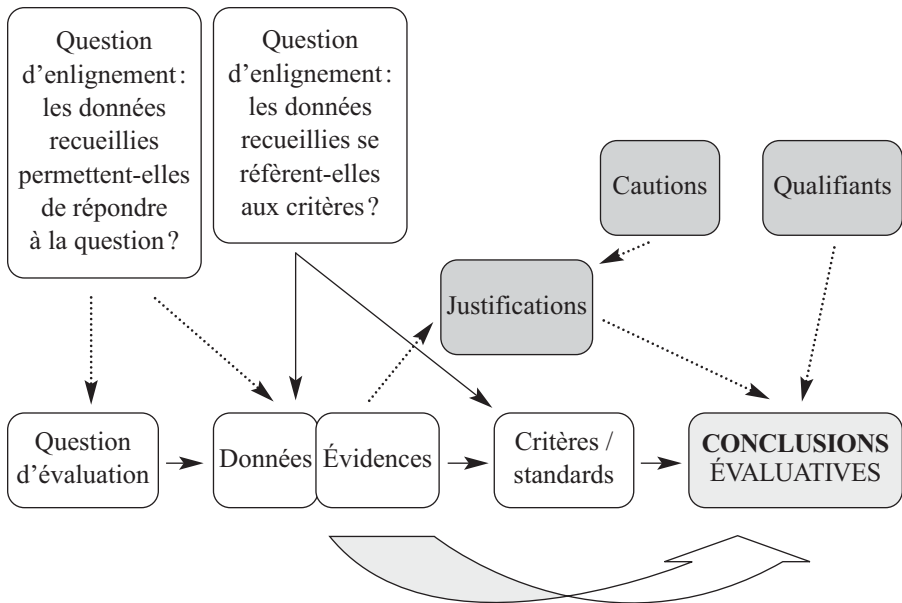 Question
d’enlignement :
les données
recueillies
permettent-elles
de répondre
à la question ?
Question
d’enlignement :
les données
recueillies se
réfèrent-elles
aux critères ?
Cautions
Qualifiants
Justifications
Question
d’évaluation
Données
Évidences
Critères /
standards
CONCLUSIONS
ÉVALUATIVES